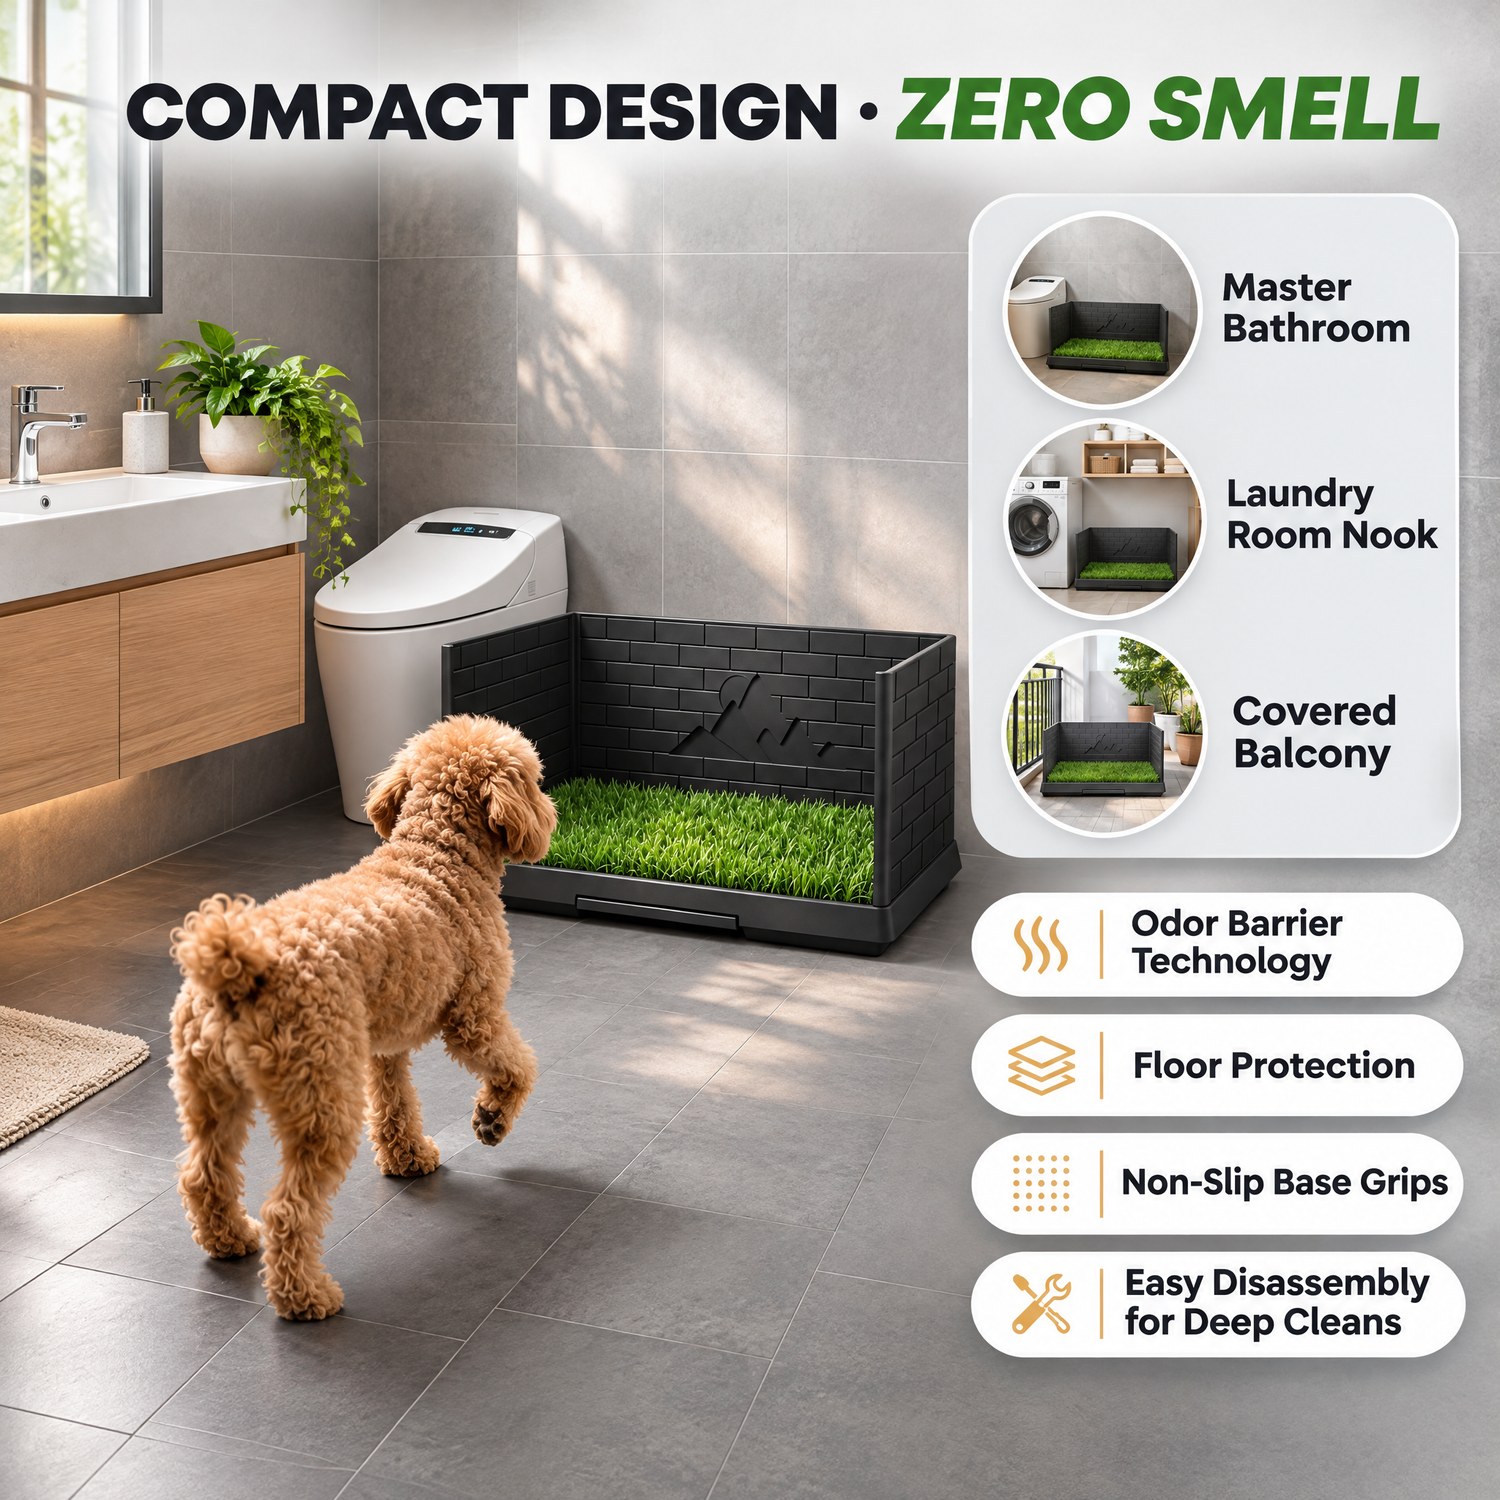 COMPACT DESIGN • ZERO SMELL
Master
Bathroom
Laundry
Room Nook
Covered
Balcony
Odor Barrier
Technology
Floor Protection
Non-Slip Base Grips
Easy Disassembly
for Deep Cleans